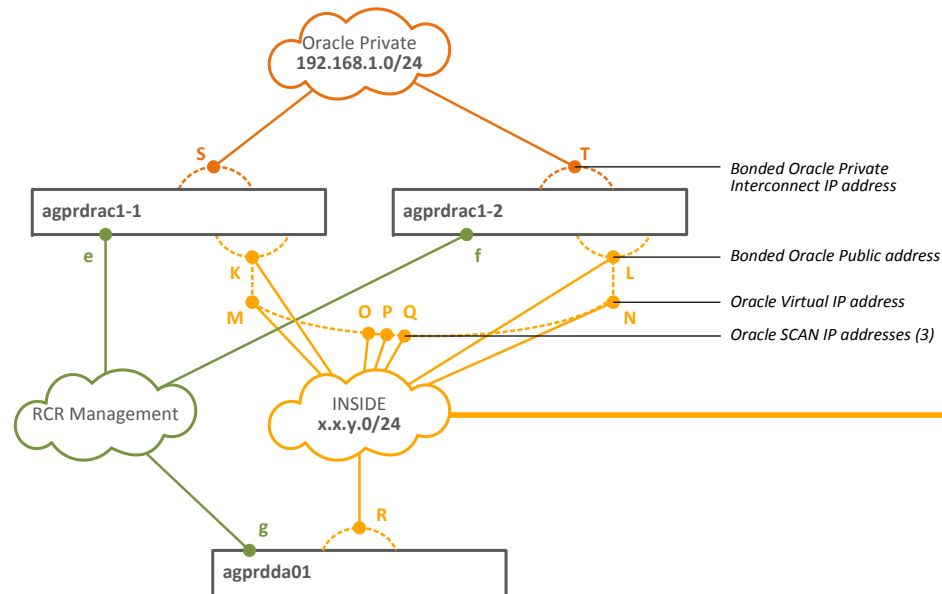 Oracle Private
192.168.1.0/24
S
T
Bonded Oracle Private
Interconnect IP address
agprdrac1-1
agprdrac1-2
e
f
K
L
Bonded Oracle Public address
M
O
P
Q
N
Oracle Virtual IP address
Oracle SCAN IP addresses (3)
RCR Management
INSIDE
x.x.y.0/24
R
g
agprdda01